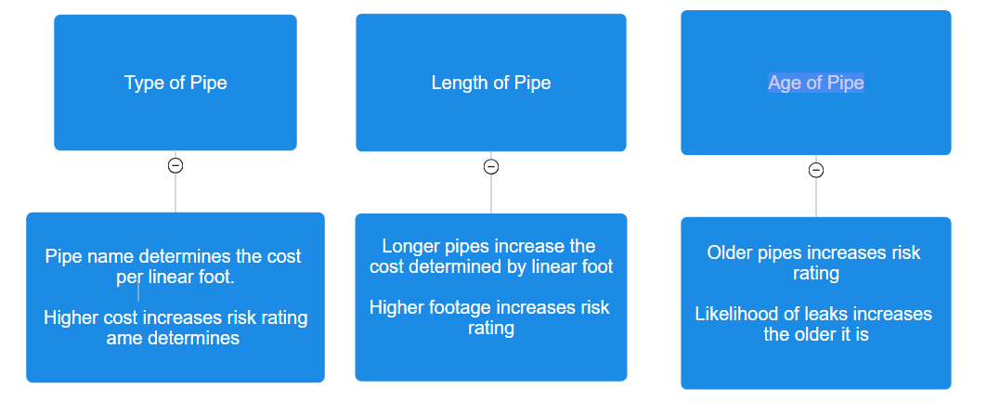 Type of Pipe
Length of Pipe
Age of Pipe
Pipe name determines the cost
per linear foot.
Higher cost increases risk rating
ame determines
Longer pipes increase the
cost determined by linear foot
Higher footage increases risk
rating
Older pipes increases risk
rating
Likelihood of leaks increases
the older it is